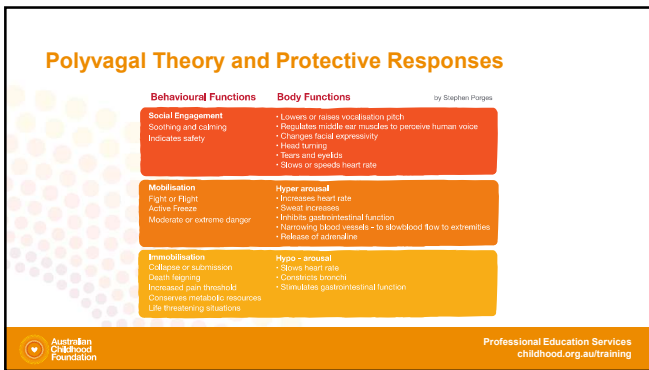 Polyvagal Theory and Protective Responses
Behavioural Functions
Body Functions
by Stephen Porges
Social Engagement
Soothing and calming
Indicates safety
• Lowers or raises vocalisation pitch
• Regulates middle ear muscles to perceive human voice
• Changes facial expressivity
• Head turning
• Tears and eyelids
• Slows or speeds heart rate
Mobilisation
Fight or Flight
Active Freeze
Moderate or extreme danger
Hyper arousal
• Increases heart rate
• Sweat increases
• Inhibits gastrointestinal function
• Narrowing blood vessels - to slowblood flow to extremities
• Release of adrenaline
Immobilisation
Collapse or submission
Death feigning
Increased pain threshold
Conserves metabolic resources
Life threatening situations
Hypo - arousal
• Slows heart rate
• Constricts bronchi
• Stimulates gastrointestinal function
Australian
Childhood
Foundation
Professional Education Services
childhood.org.au/training